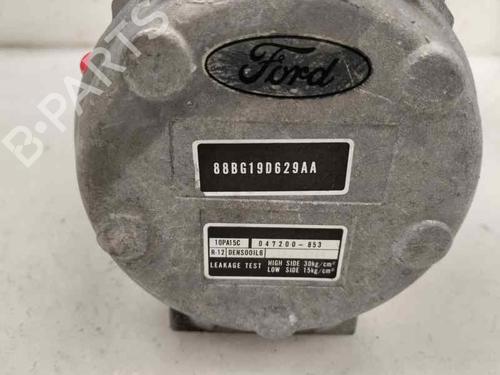 B-PARTS
Ford
88BG19D629AA
10PA15C 047200-853
R-12 DENSOOIL6
LEAKAGE TEST HIGH SIDE 30kg/cm²
LOW SIDE 15kg/cm²